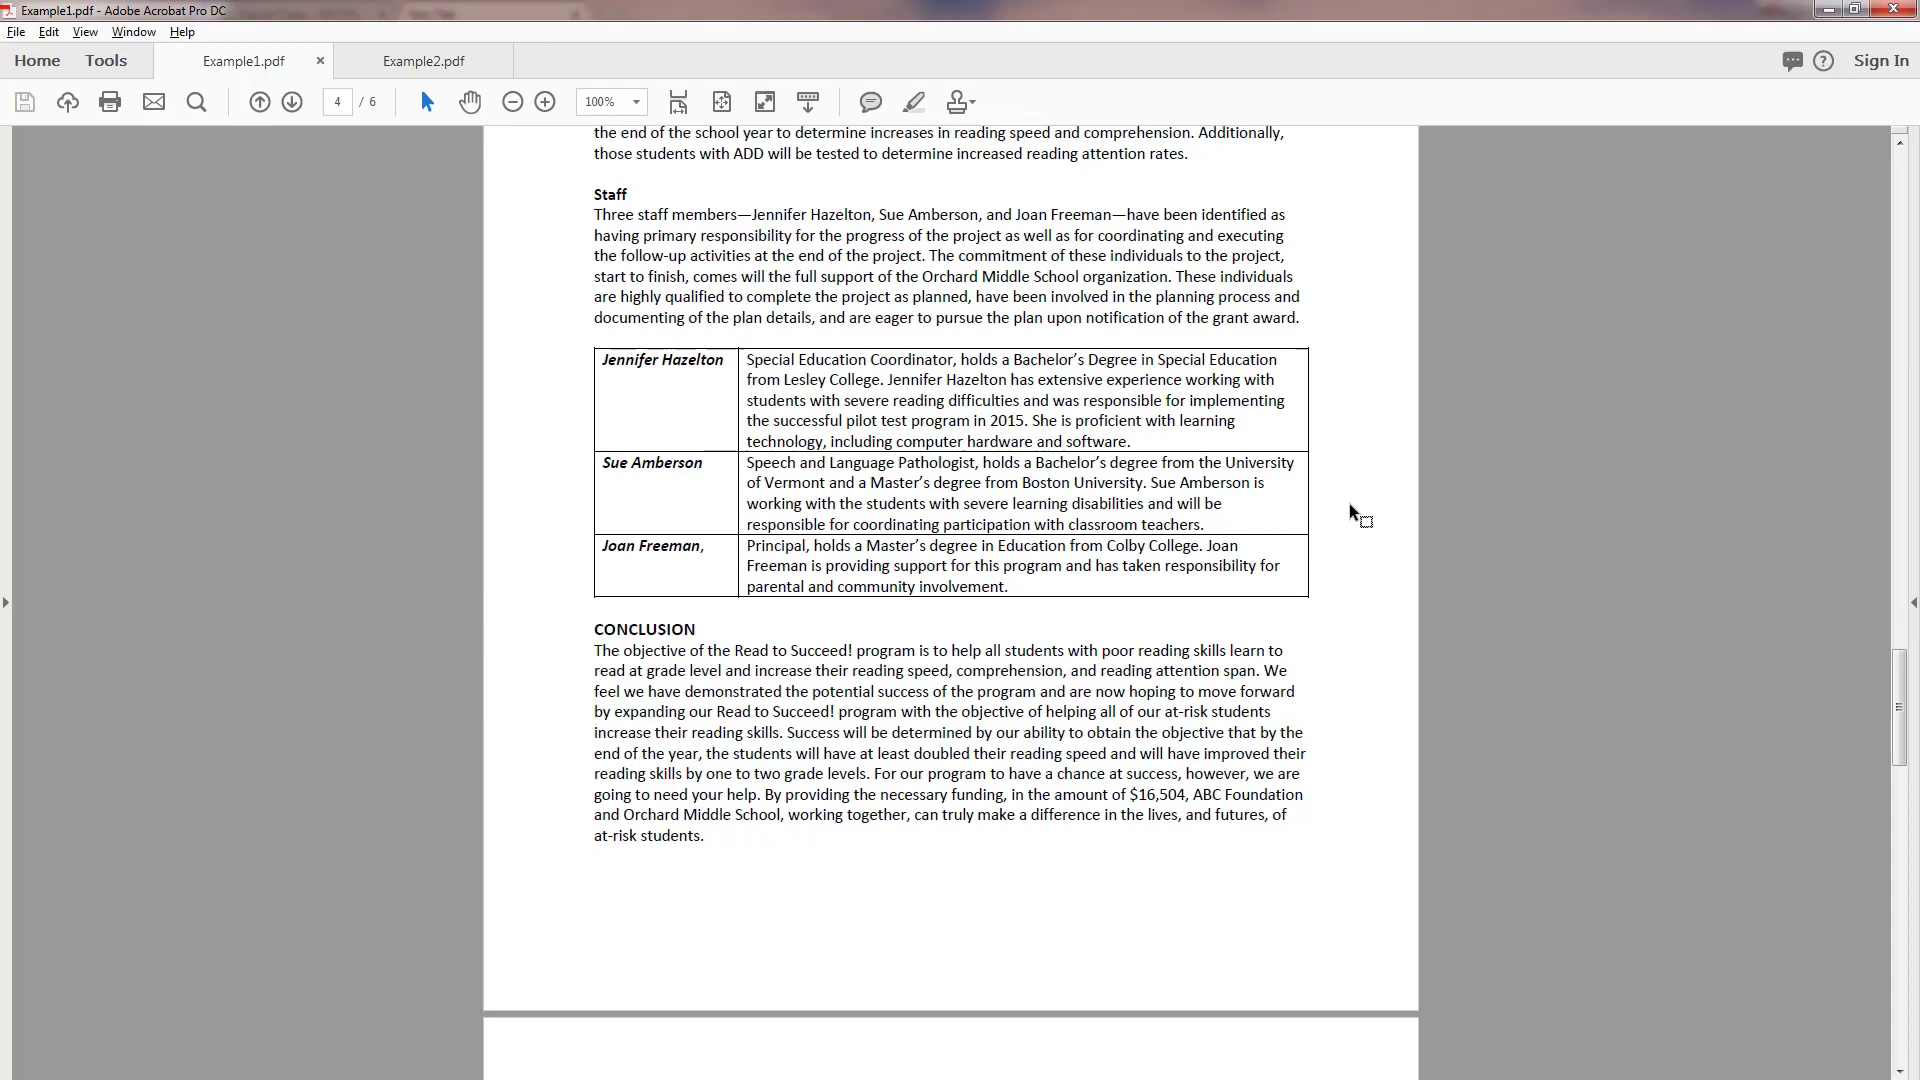 Example1.pdf - Adobe Acrobat Pro DC
File Edit View Window Help
Home Tools Example1.pdf × Example2.pdf Sign In
4 / 6 100%
the end of the school year to determine increases in reading speed and comprehension. Additionally,
those students with ADD will be tested to determine increased reading attention rates.
Staff
Three staff members—Jennifer Hazelton, Sue Amberson, and Joan Freeman—have been identified as
having primary responsibility for the progress of the project as well as for coordinating and executing
the follow-up activities at the end of the project. The commitment of these individuals to the project,
start to finish, comes will the full support of the Orchard Middle School organization. These individuals
are highly qualified to complete the project as planned, have been involved in the planning process and
documenting of the plan details, and are eager to pursue the plan upon notification of the grant award.
Jennifer Hazelton Special Education Coordinator, holds a Bachelor's Degree in Special Education
from Lesley College. Jennifer Hazelton has extensive experience working with
students with severe reading difficulties and was responsible for implementing
the successful pilot test program in 2015. She is proficient with learning
technology, including computer hardware and software.
Sue Amberson Speech and Language Pathologist, holds a Bachelor's degree from the University
of Vermont and a Master's degree from Boston University. Sue Amberson is
working with the students with severe learning disabilities and will be
responsible for coordinating participation with classroom teachers.
Joan Freeman, Principal, holds a Master's degree in Education from Colby College. Joan
Freeman is providing support for this program and has taken responsibility for
parental and community involvement.
CONCLUSION
The objective of the Read to Succeed! program is to help all students with poor reading skills learn to
read at grade level and increase their reading speed, comprehension, and reading attention span. We
feel we have demonstrated the potential success of the program and are now hoping to move forward
by expanding our Read to Succeed! program with the objective of helping all of our at-risk students
increase their reading skills. Success will be determined by our ability to obtain the objective that by the
end of the year, the students will have at least doubled their reading speed and will have improved their
reading skills by one to two grade levels. For our program to have a chance at success, however, we are
going to need your help. By providing the necessary funding, in the amount of $16,504, ABC Foundation
and Orchard Middle School, working together, can truly make a difference in the lives, and futures, of
at-risk students.